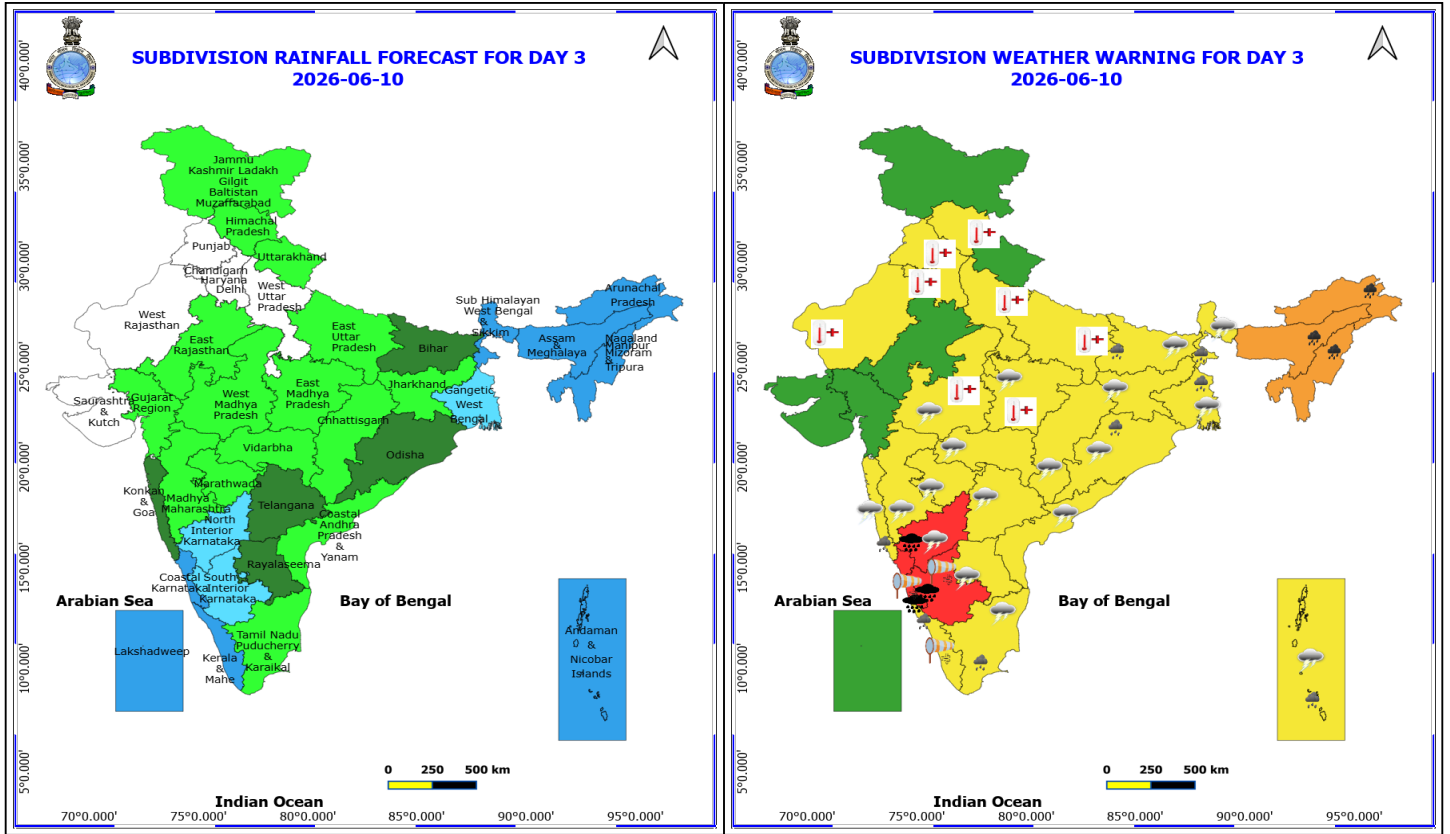 SUBDIVISION RAINFALL FORECAST FOR DAY 3
2026-06-10
40°0.000'
35°0.000'
30°0.000'
25°0.000'
20°0.000'
15°0.000'
10°0.000'
5°0.000'
Jammu
Kashmir Ladakh
Gilgit
Baltistan
Muzaffarabad
Himachal
Pradesh
Punjab
Uttarakhand
Chandigarh
Haryana
Delhi
West
Uttar
Pradesh
West
Rajasthan
East
Rajasthan
East
Uttar
Pradesh
Bihar
Sub Himalayan
West Bengal
&
Sikkim
Arunachal
Pradesh
Assam
&
Meghalaya
Nagaland
Manipur
Mizoram
&
Tripura
Saurashtra
&
Kutch
Gujarat
Region
West
Madhya
Pradesh
East
Madhya
Pradesh
Jharkhand
Gangetic
West
Bengal
Chhattisgarh
Vidarbha
Odisha
Konkan
&
Goa
Madhya
Maharashtra
Marathwada
Telangana
North
Interior
Karnataka
Coastal
Andhra
Pradesh
&
Yanam
Rayalaseema
Coastal
Karnataka
South
Interior
Karnataka
Tamil Nadu
Puducherry
&
Karaikal
Kerala
&
Mahe
Lakshadweep
Andaman
&
Nicobar
Islands
Arabian Sea
Bay of Bengal
Indian Ocean
0 250 500 km
70°0.000' 75°0.000' 80°0.000' 85°0.000' 90°0.000' 95°0.000'
SUBDIVISION WEATHER WARNING FOR DAY 3
2026-06-10
40°0.000'
35°0.000'
30°0.000'
25°0.000'
20°0.000'
15°0.000'
10°0.000'
5°0.000'
Arabian Sea
Bay of Bengal
Indian Ocean
0 250 500 km
70°0.000' 75°0.000' 80°0.000' 85°0.000' 90°0.000' 95°0.000'